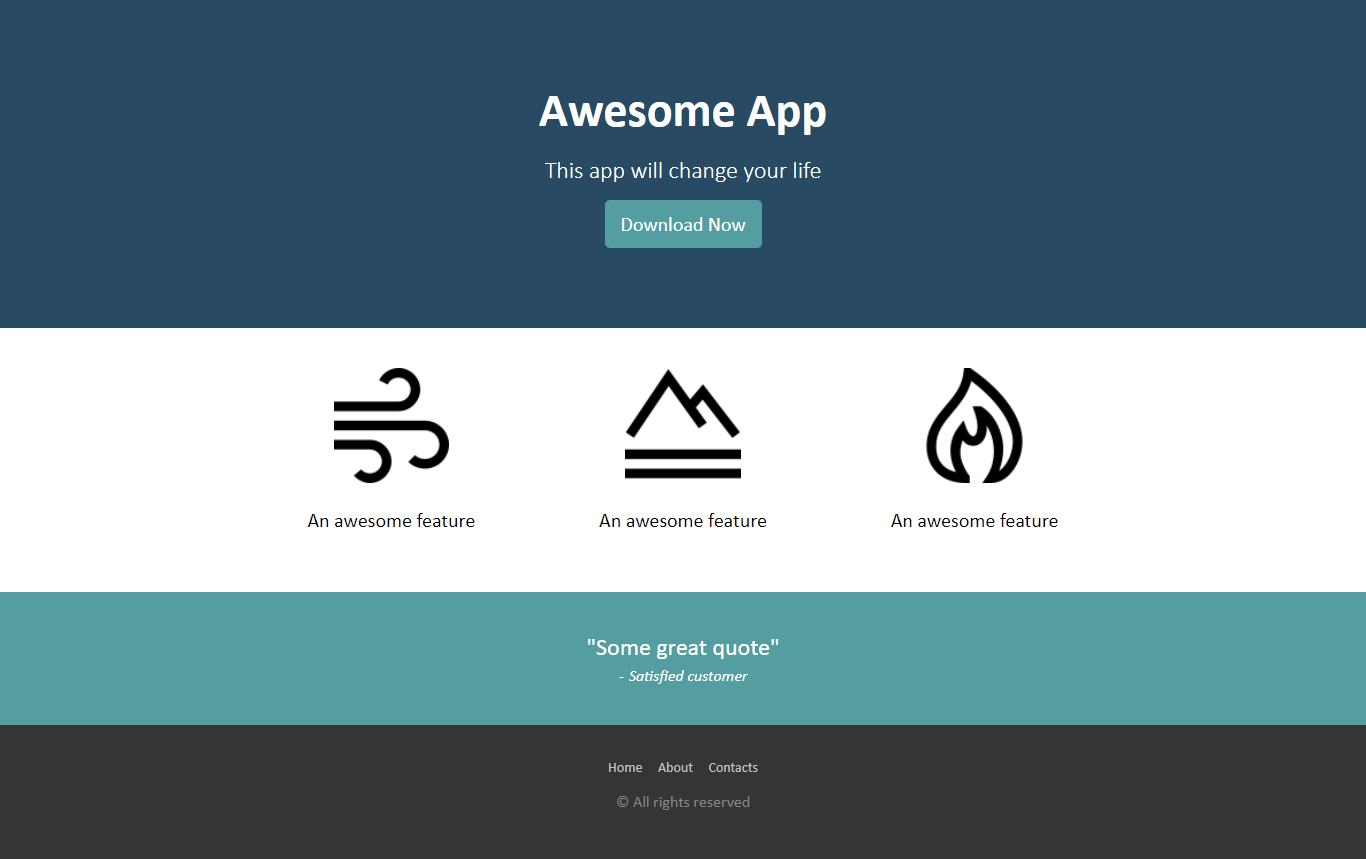 Awesome App
This app will change your life
Download Now
An awesome feature
An awesome feature
An awesome feature
"Some great quote"
- Satisfied customer
Home About Contacts
© All rights reserved